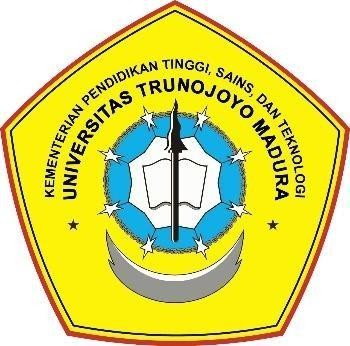 KEMENTERIAN PENDIDIKAN TINGGI, SAINS, DAN TEKNOLOGI
UNIVERSITAS TRUNOJOYO MADURA